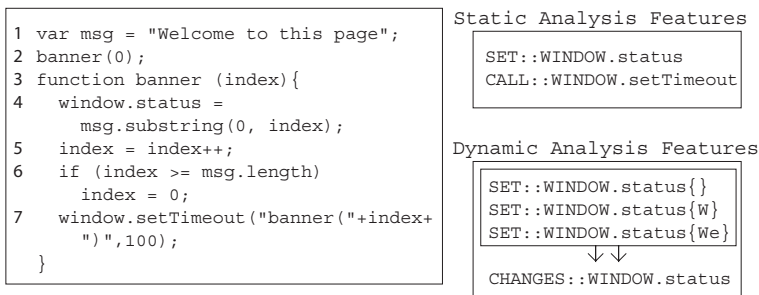 1 var msg = "Welcome to this page";
2 banner(0);
3 function banner (index){
4 window.status =
msg.substring(0, index);
5 index = index++;
6 if (index >= msg.length)
index = 0;
7 window.setTimeout("banner("+index+
")",100);
}
Static Analysis Features
SET::WINDOW.status
CALL::WINDOW.setTimeout
Dynamic Analysis Features
SET::WINDOW.status{}
SET::WINDOW.status{W}
SET::WINDOW.status{We}
CHANGES::WINDOW.status